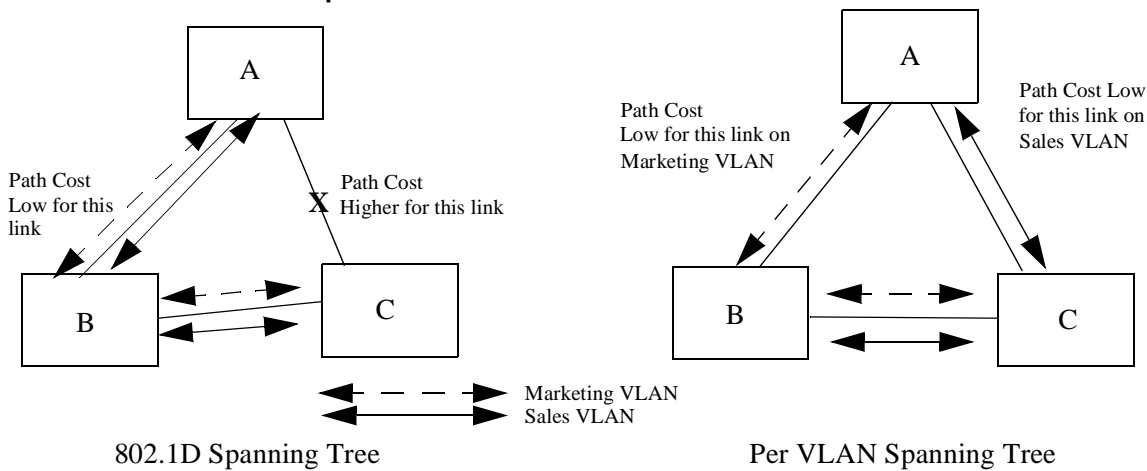 A
Path Cost
Low for this
link
X
Path Cost
Higher for this link
B
C
A
Path Cost
Low for this link on
Marketing VLAN
Path Cost Low
for this link on
Sales VLAN
B
C
Marketing VLAN
Sales VLAN
802.1D Spanning Tree
Per VLAN Spanning Tree